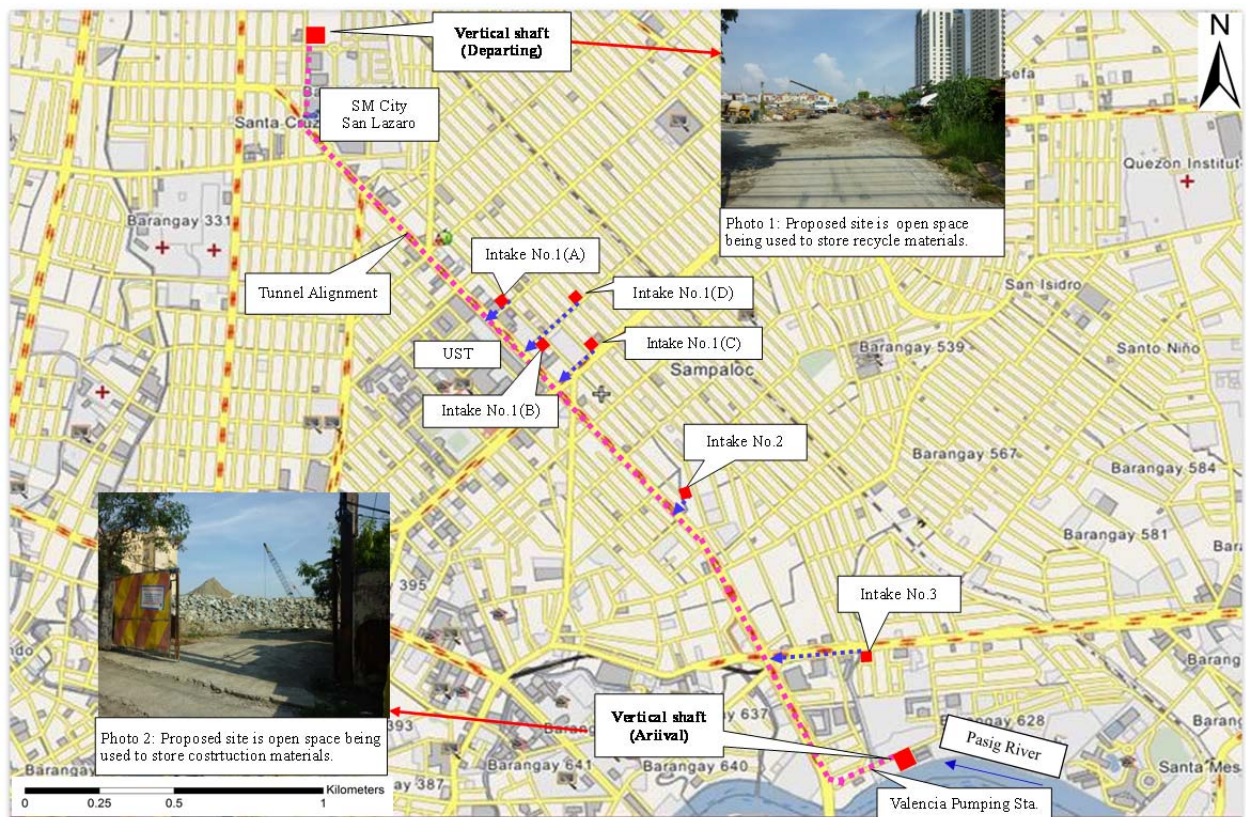 N
Vertical shaft
(Departing)
SM City
San Lazaro
Santa Cruz
Quezon Institut
Barangay 331
Photo 1: Proposed site is open space
being used to store recycle materials.
Intake No.1(A)
Tunnel Alignment
Intake No.1(D)
San Isidro
UST
Intake No.1(C)
Barangay 539
Santo Niño
Sampaloc
Intake No.1(B)
Intake No.2
Barangay 567
Barangay 584
Barangay 581
395
Intake No.3
Vertical shaft
(Ariival)
637
Barangay 628
Pasig River
393
Photo 2: Proposed site is open space being
used to store costrtuction materials.
Barangay 641
Barangay 640
Santa Mes
Barangay 387
Valencia Pumping Sta.
Kilometers
0 0.25 0.5 1